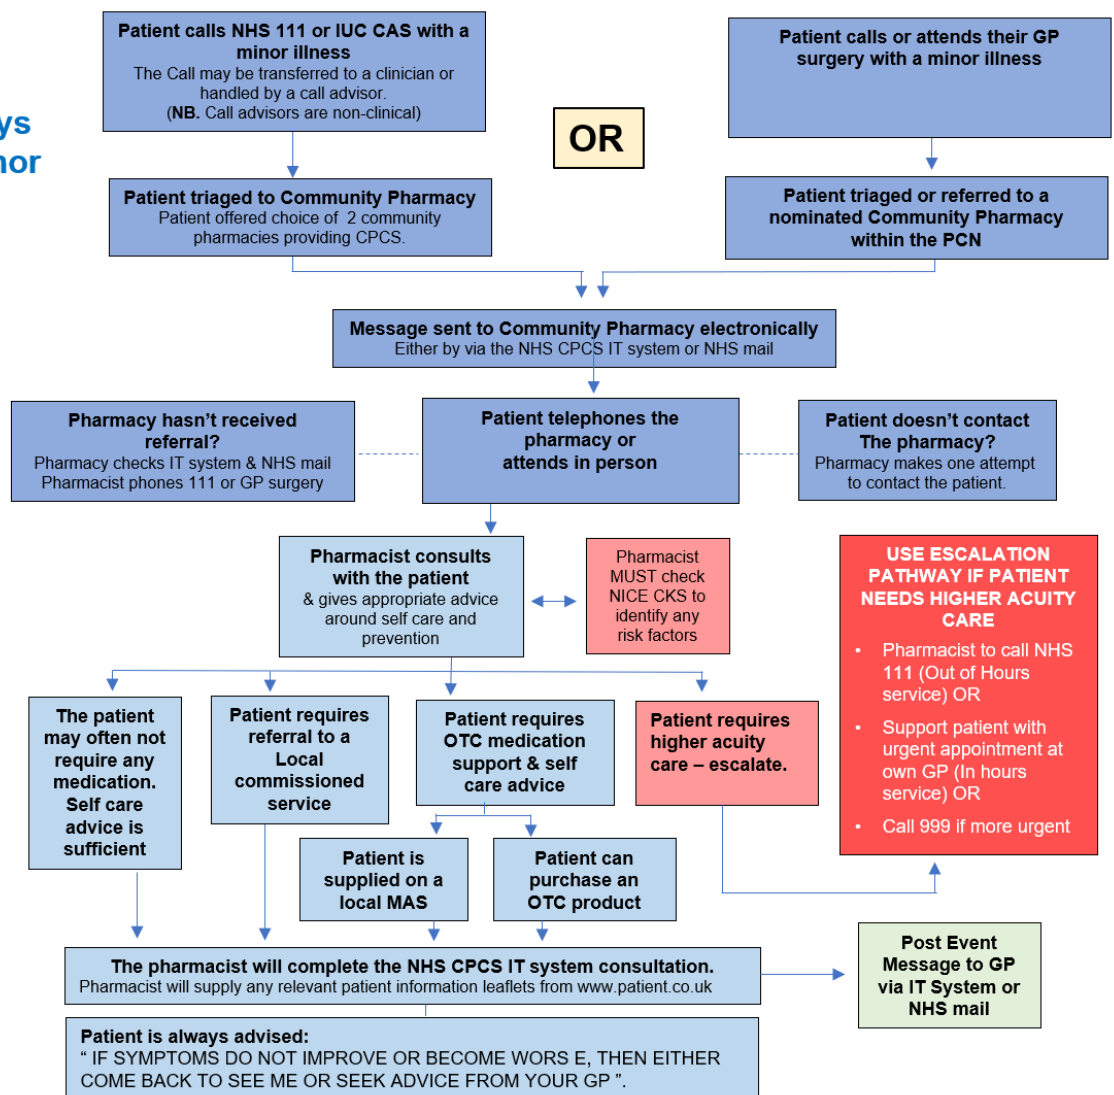 ys
nor
Patient calls NHS 111 or IUC CAS with a
minor illness
The Call may be transferred to a clinician or
handled by a call advisor.
(NB. Call advisors are non-clinical)
OR
Patient calls or attends their GP
surgery with a minor illness
Patient triaged to Community Pharmacy
Patient offered choice of 2 community
pharmacies providing CPCS.
Patient triaged or referred to a
nominated Community Pharmacy
within the PCN
Message sent to Community Pharmacy electronically
Either by via the NHS CPCS IT system or NHS mail
Pharmacy hasn't received
referral?
Pharmacy checks IT system & NHS mail
Pharmacist phones 111 or GP surgery
Patient telephones the
pharmacy or
attends in person
Patient doesn't contact
The pharmacy?
Pharmacy makes one attempt
to contact the patient.
Pharmacist consults
with the patient
& gives appropriate advice
around self care and
prevention
Pharmacist
MUST check
NICE CKS to
identify any
risk factors
USE ESCALATION
PATHWAY IF PATIENT
NEEDS HIGHER ACUITY
CARE
• Pharmacist to call NHS
111 (Out of Hours
service) OR
• Support patient with
urgent appointment at
own GP (In hours
service) OR
• Call 999 if more urgent
The patient
may often not
require any
medication.
Self care
advice is
sufficient
Patient requires
referral to a
Local
commissioned
service
Patient requires
OTC medication
support & self
care advice
Patient requires
higher acuity
care – escalate.
Patient is
supplied on a
local MAS
Patient can
purchase an
OTC product
The pharmacist will complete the NHS CPCS IT system consultation.
Pharmacist will supply any relevant patient information leaflets from www.patient.co.uk
Post Event
Message to GP
via IT System or
NHS mail
Patient is always advised:
“ IF SYMPTOMS DO NOT IMPROVE OR BECOME WORS E, THEN EITHER
COME BACK TO SEE ME OR SEEK ADVICE FROM YOUR GP ”.